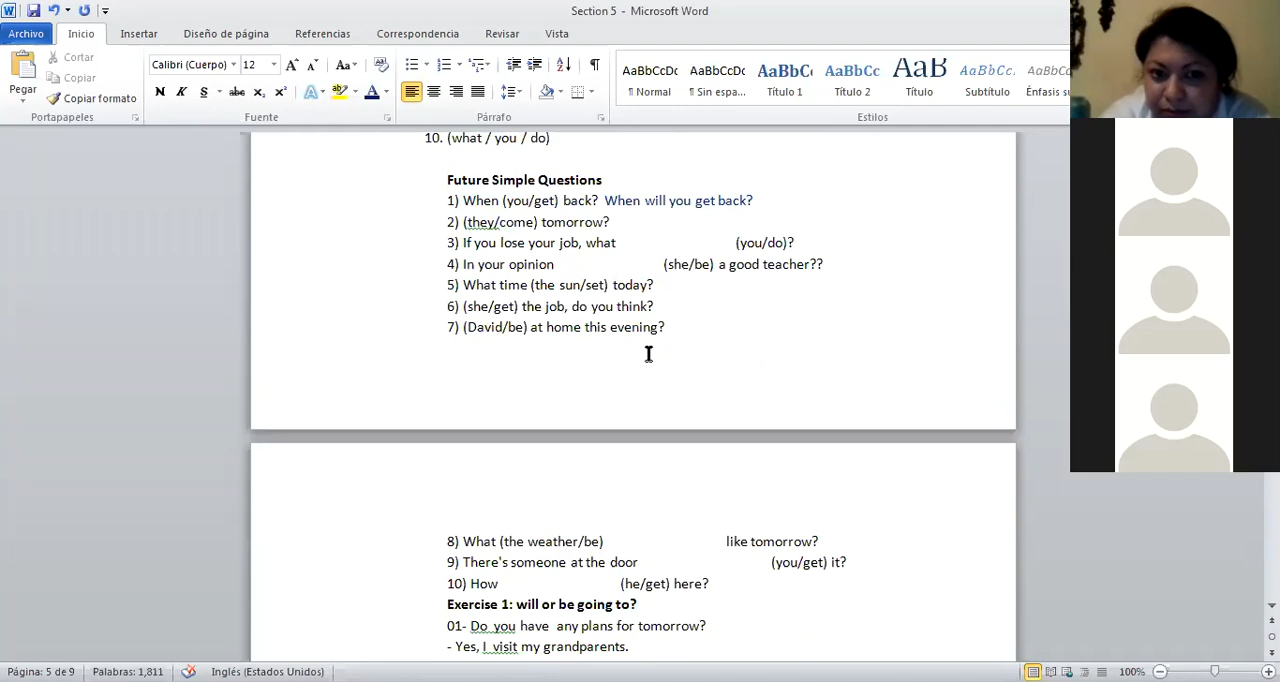 Section 5 - Microsoft Word
Archivo Inicio Insertar Diseño de página Referencias Correspondencia Revisar Vista
Pegar
Cortar
Copiar
Copiar formato
Portapapeles
Calibri (Cuerpo) 12
Fuente
Párrafo
AaBbCcDc AaBbCcDc AaBbC AaBbCc AaB AaBbCc. AaBbCc
¶ Normal ¶ Sin espa... Título 1 Título 2 Título Subtítulo Énfasis su
Estilos
10. (what / you / do)
Future Simple Questions
1) When (you/get) back? When will you get back?
2) (they/come) tomorrow?
3) If you lose your job, what (you/do)?
4) In your opinion (she/be) a good teacher??
5) What time (the sun/set) today?
6) (she/get) the job, do you think?
7) (David/be) at home this evening?
8) What (the weather/be) like tomorrow?
9) There's someone at the door (you/get) it?
10) How (he/get) here?
Exercise 1: will or be going to?
01- Do you have any plans for tomorrow?
- Yes, I visit my grandparents.
Página: 5 de 9 Palabras: 1,811 Inglés (Estados Unidos) 100%